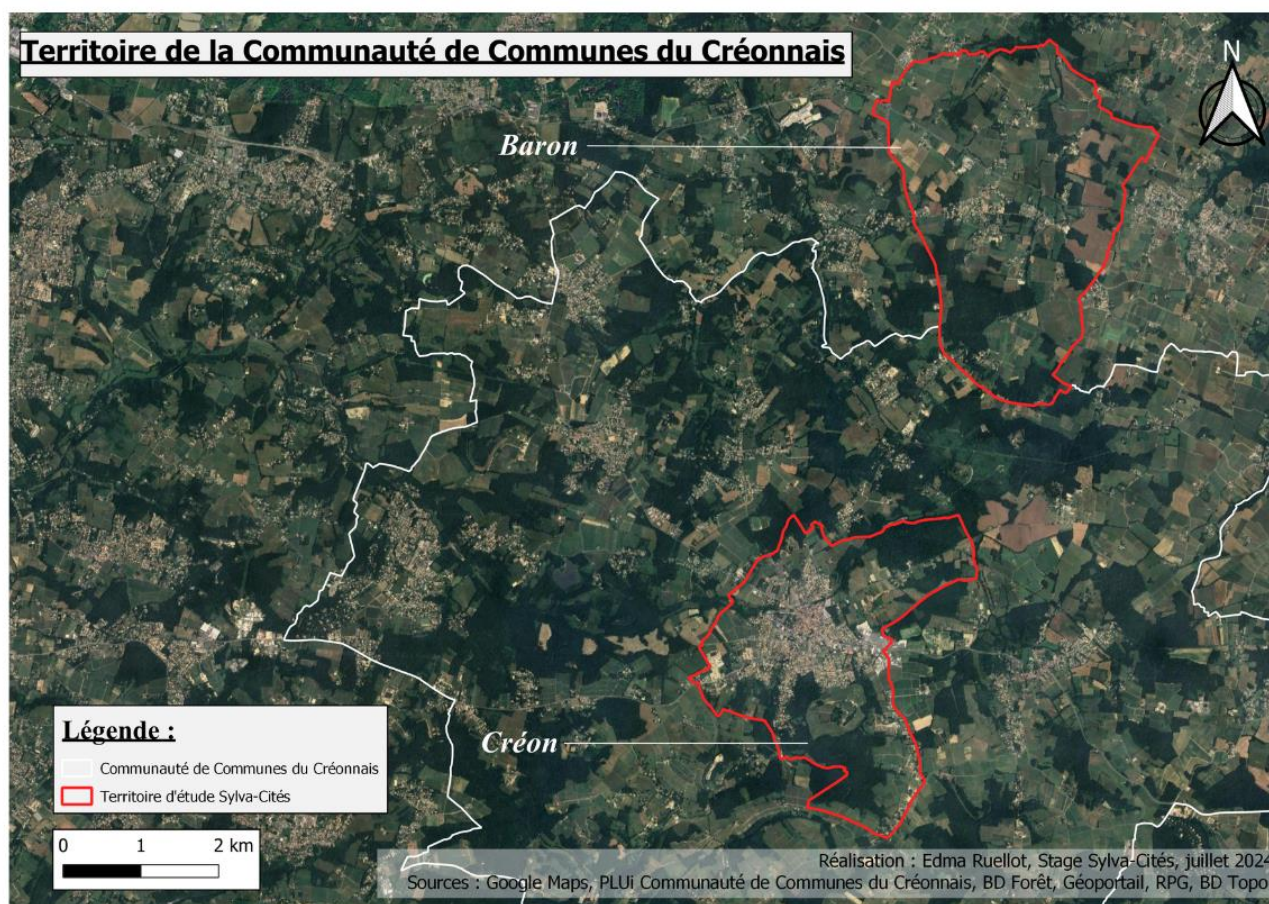 Territoire de la Communauté de Communes du Créonnais
N
Baron
Créon
Légende :
Communauté de Communes du Créonnais
Territoire d'étude Sylva-Cités
0 1 2 km
Réalisation : Edma Ruellot, Stage Sylva-Cités, juillet 2024
Sources : Google Maps, PLUi Communauté de Communes du Créonnais, BD Forêt, Géoportail, RPG, BD Topo